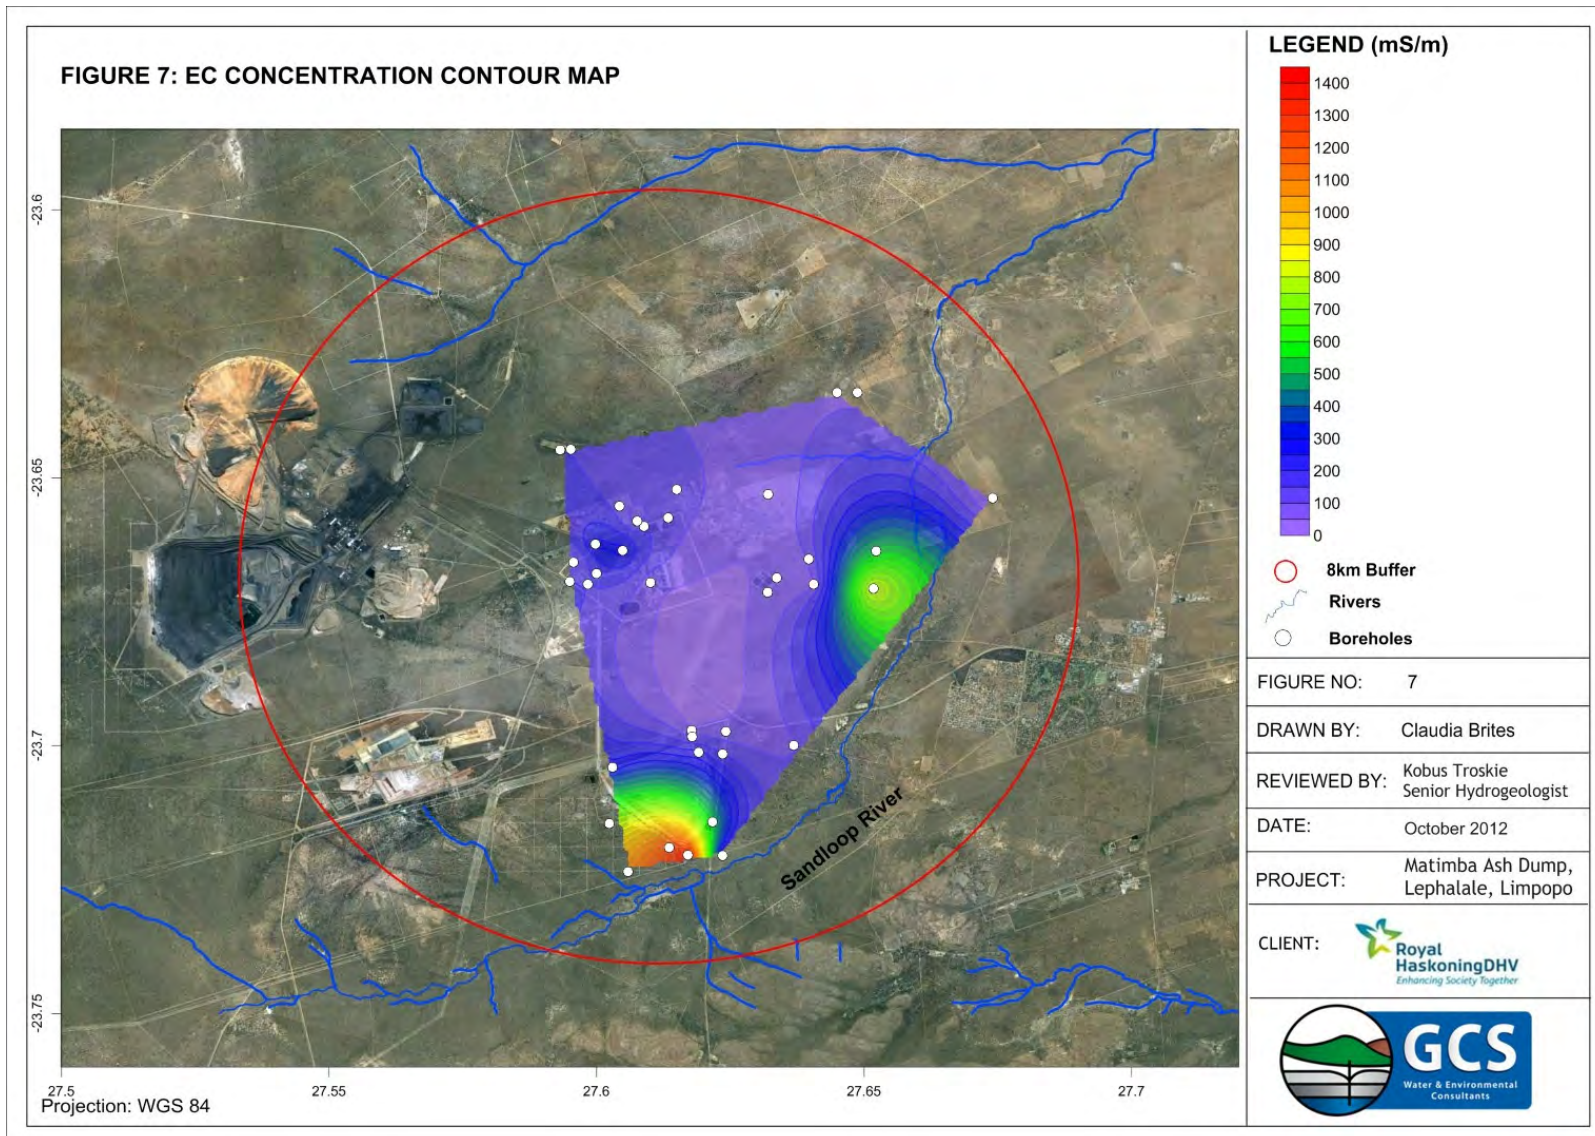 FIGURE 7: EC CONCENTRATION CONTOUR MAP
-23.6
-23.65
-23.7
-23.75
27.5
27.55
27.6
27.65
27.7
Sandloop River
Projection: WGS 84
LEGEND (mS/m)
1400
1300
1200
1100
1000
900
800
700
600
500
400
300
200
100
0
8km Buffer
Rivers
Boreholes
FIGURE NO: 7
DRAWN BY: Claudia Brites
REVIEWED BY: Kobus Troskie
Senior Hydrogeologist
DATE: October 2012
PROJECT: Matimba Ash Dump,
Lephalale, Limpopo
CLIENT:
Royal
HaskoningDHV
Enhancing Society Together
GCS
Water & Environmental
Consultants